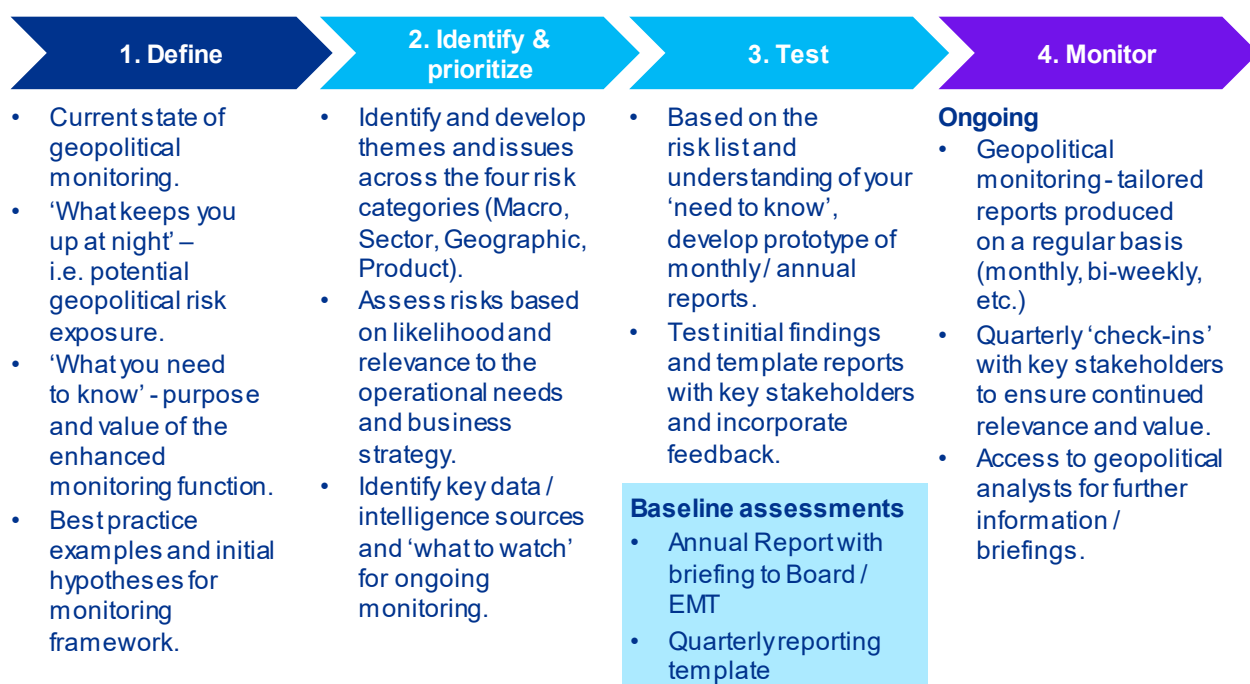 1. Define
• Current state of
geopolitical
monitoring.
• ‘What keeps you
up at night’ –
i.e. potential
geopolitical risk
exposure.
• ‘What you need
to know’ - purpose
and value of the
enhanced
monitoring function.
• Best practice
examples and initial
hypotheses for
monitoring
framework.
2. Identify &
prioritize
• Identify and develop
themes and issues
across the four risk
categories (Macro,
Sector, Geographic,
Product).
• Assess risks based
on likelihood and
relevance to the
operational needs
and business
strategy.
• Identify key data /
intelligence sources
and ‘what to watch’
for ongoing
monitoring.
3. Test
• Based on the
risk list and
understanding of your
‘need to know’,
develop prototype of
monthly / annual
reports.
• Test initial findings
and template reports
with key stakeholders
and incorporate
feedback.
Baseline assessments
• Annual Report with
briefing to Board /
EMT
• Quarterly reporting
template
4. Monitor
Ongoing
• Geopolitical
monitoring - tailored
reports produced
on a regular basis
(monthly, bi-weekly,
etc.)
• Quarterly ‘check-ins’
with key stakeholders
to ensure continued
relevance and value.
• Access to geopolitical
analysts for further
information /
briefings.